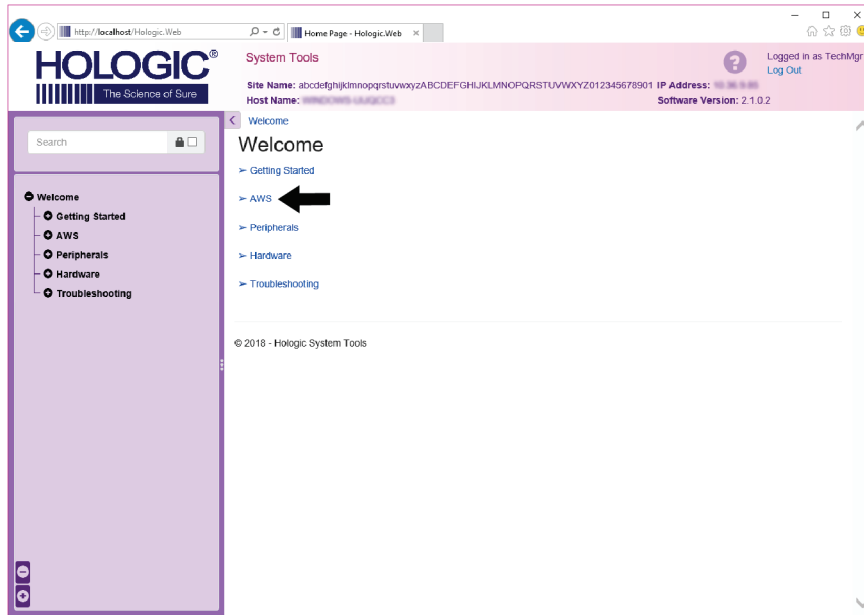 http://localhost/Hologic.Web
Home Page - Hologic.Web
HOLOGIC®
The Science of Sure
System Tools
Logged in as TechMgr
Log Out
Site Name: abcdefghijklmnopqrstuvwxyzABCDEFGHIJKLMNOPQRSTUVWXYZ012345678901 IP Address:
Host Name:
Software Version: 2.1.0.2
Search
Welcome
Getting Started
AWS
Peripherals
Hardware
Troubleshooting
Welcome
Welcome
➢ Getting Started
➢ AWS
➢ Peripherals
➢ Hardware
➢ Troubleshooting
© 2018 - Hologic System Tools